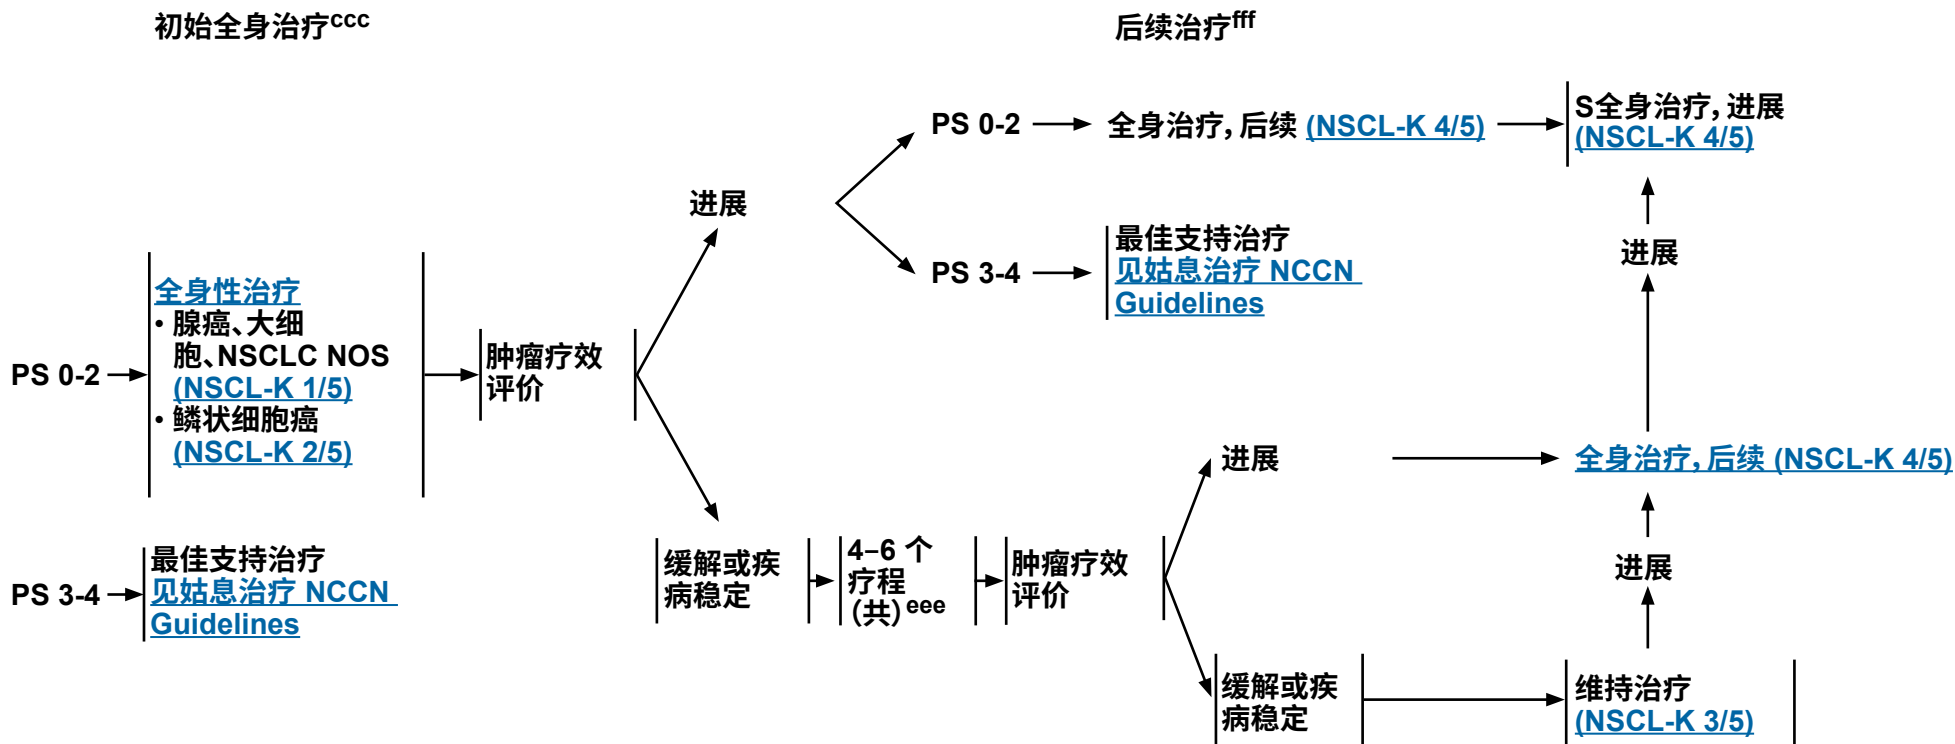 初始全身治疗ccc
后续治疗fff
PS 0-2
全身性治疗
• 腺癌、大细
胞、NSCLC NOS
(NSCL-K 1/5)
• 鳞状细胞癌
(NSCL-K 2/5)
PS 3-4
最佳支持治疗
见姑息治疗 NCCN
Guidelines
肿瘤疗效
评价
进展
PS 0-2
全身治疗，后续 (NSCL-K 4/5)
S全身治疗，进展
(NSCL-K 4/5)
PS 3-4
最佳支持治疗
见姑息治疗 NCCN
Guidelines
进展
缓解或疾
病稳定
4–6 个
疗程
（共）eee
肿瘤疗效
评价
进展
全身治疗，后续 (NSCL-K 4/5)
进展
缓解或疾
病稳定
维持治疗
(NSCL-K 3/5)